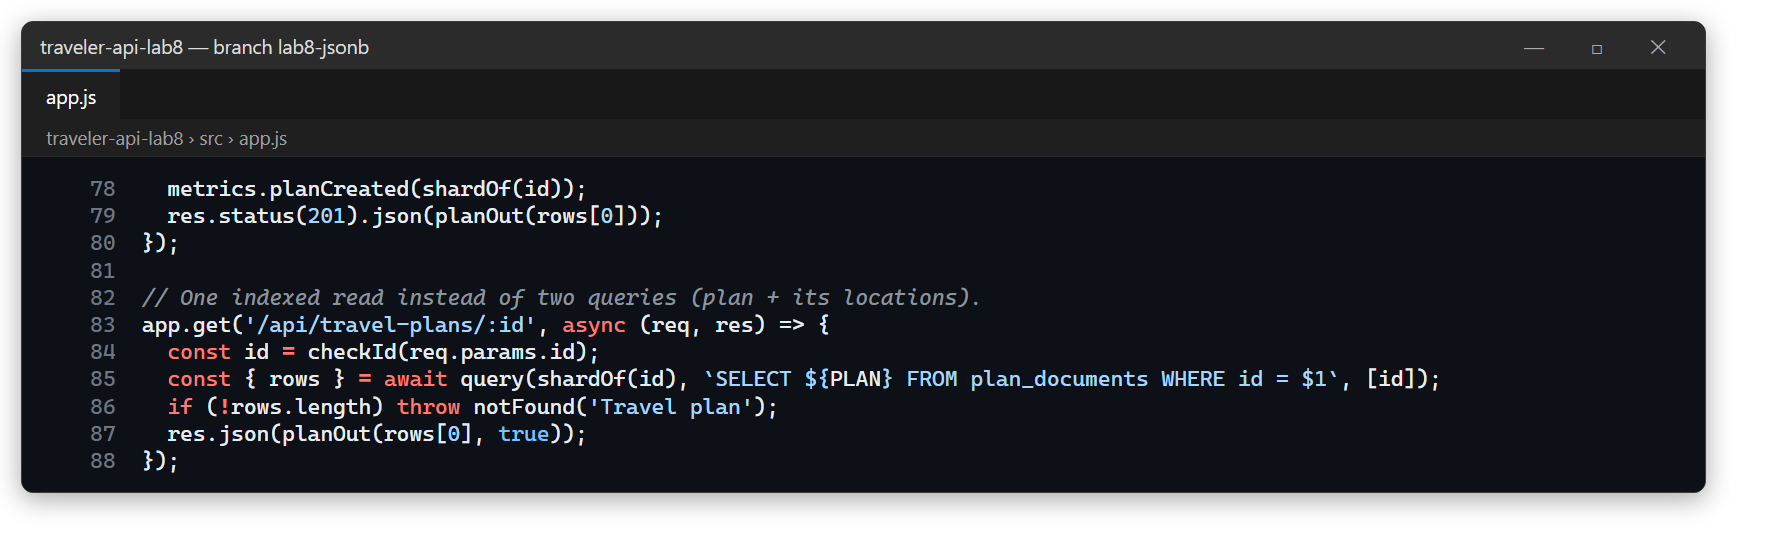 traveler-api-lab8 — branch lab8-jsonb
app.js
traveler-api-lab8 › src › app.js
78   metrics.planCreated(shardOf(id));
79   res.status(201).json(planOut(rows[0]));
80 });
81
82 // One indexed read instead of two queries (plan + its locations).
83 app.get('/api/travel-plans/:id', async (req, res) => {
84   const id = checkId(req.params.id);
85   const { rows } = await query(shardOf(id), `SELECT ${PLAN} FROM plan_documents WHERE id = $1`, [id]);
86   if (!rows.length) throw notFound('Travel plan');
87   res.json(planOut(rows[0], true));
88 });